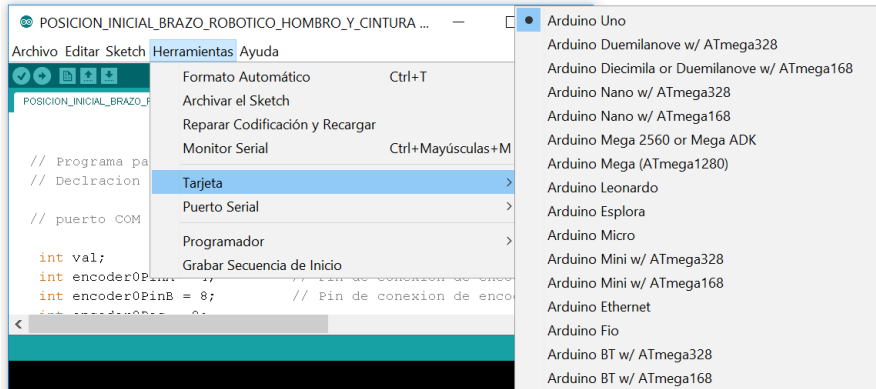 POSICION_INICIAL_BRAZO_ROBOTICO_HOMBRO_Y_CINTURA ...
Archivo Editar Sketch Herramientas Ayuda
POSICION_INICIAL_BRAZO_
Formato Automático Ctrl+T
Archivar el Sketch
Reparar Codificación y Recargar
Monitor Serial Ctrl+Mayúsculas+M
Tarjeta
Puerto Serial
Programador
Grabar Secuencia de Inicio
// Programa pa
// Declracion
// puerto COM
int val;
int encoder0PinB = 8; // Pin de conexion de enco
Arduino Uno
Arduino Duemilanove w/ ATmega328
Arduino Diecimila or Duemilanove w/ ATmega168
Arduino Nano w/ ATmega328
Arduino Nano w/ ATmega168
Arduino Mega 2560 or Mega ADK
Arduino Mega (ATmega1280)
Arduino Leonardo
Arduino Esplora
Arduino Micro
Arduino Mini w/ ATmega328
Arduino Mini w/ ATmega168
Arduino Ethernet
Arduino Fio
Arduino BT w/ ATmega328
Arduino BT w/ ATmega168